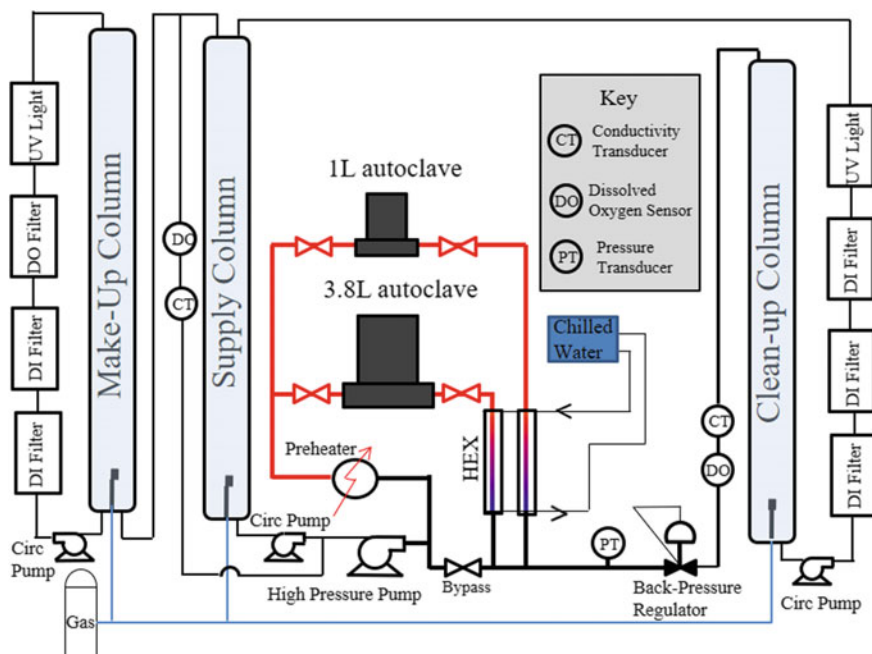 UV Light
DO Filter
DI Filter
DI Filter
Circ
Pump
Gas
Make-Up Column
DO
CT
Supply Column
Circ Pump
High Pressure Pump
1L autoclave
3.8L autoclave
Preheater
Bypass
HEX
Chilled
Water
PT
Back-Pressure
Regulator
Key
CT
Conductivity
Transducer
DO
Dissolved
Oxygen Sensor
PT
Pressure
Transducer
CT
DO
Clean-up Column
UV Light
DI Filter
DI Filter
DI Filter
Circ Pump